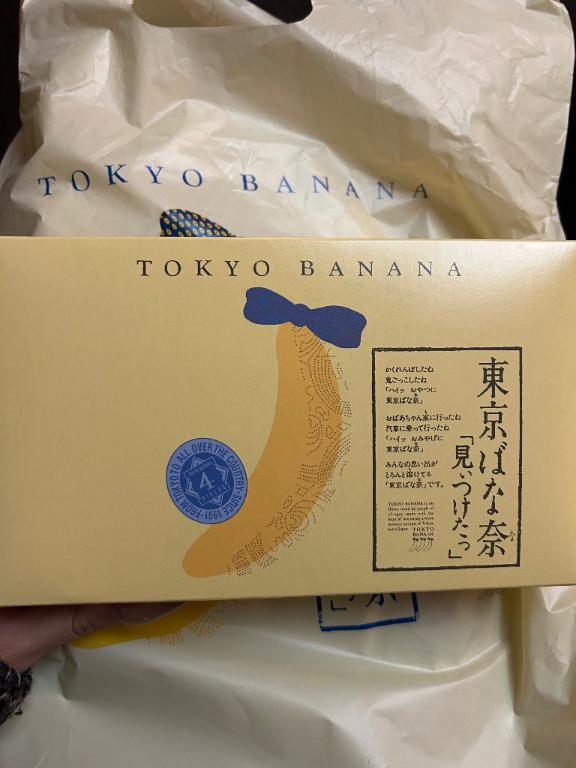 TOKYO BANANA
TOKYO BANANA
東京ばな奈
な
「見ぃつけたっ」
かくれんぼしたね
鬼ごっこしたね
「ハイッ おやつに
東京ばな奈」
おばあちゃん家に行ったね
汽車に乗って行ったね
「ハイッ おみやげに
東京ばな奈」
みんなの思い出が
とろんと溶けてる
「東京ばな奈」です。
TOKYO BANANA
FROM TOKYO TO ALL OVER THE COUNTRY・SINCE 1991・
4